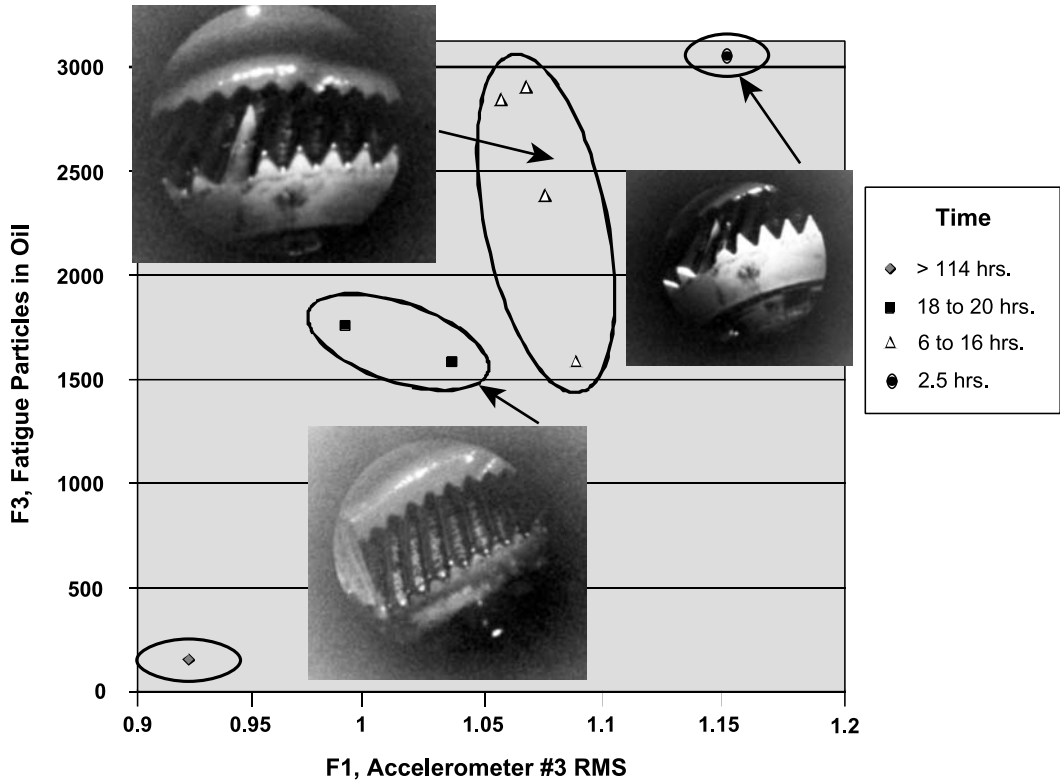 3000
2500
2000
1500
1000
500
0
F3, Fatigue Particles in Oil
0.9 0.95 1 1.05 1.1 1.15 1.2
F1, Accelerometer #3 RMS
Time
> 114 hrs.
18 to 20 hrs.
6 to 16 hrs.
2.5 hrs.